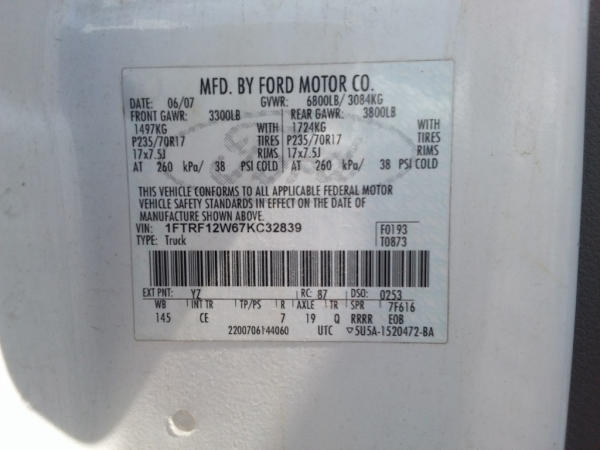 MFD. BY FORD MOTOR CO.
DATE: 06/07 GVWR: 6800LB/ 3084KG
FRONT GAWR: 3300LB REAR GAWR: 3800LB
1497KG WITH 1724KG WITH
P235/70R17 TIRES P235/70R17 TIRES
17x7.5J RIMS 17x7.5J RIMS
AT 260 kPa/ 38 PSI COLD AT 260 kPa/ 38 PSI COLD
THIS VEHICLE CONFORMS TO ALL APPLICABLE FEDERAL MOTOR
VEHICLE SAFETY STANDARDS IN EFFECT ON THE DATE OF
MANUFACTURE SHOWN ABOVE.
VIN: 1FTRF12W67KC32839 F0193
TYPE: Truck T0873
EXT PNT: YZ RC: 87 DSO: 0253
WB INT TR TP/PS R AXLE TR SPR 7F616
145 CE 7 19 Q RRRR E0B
2200706144060 UTC ▽5U5A-1520472-BA